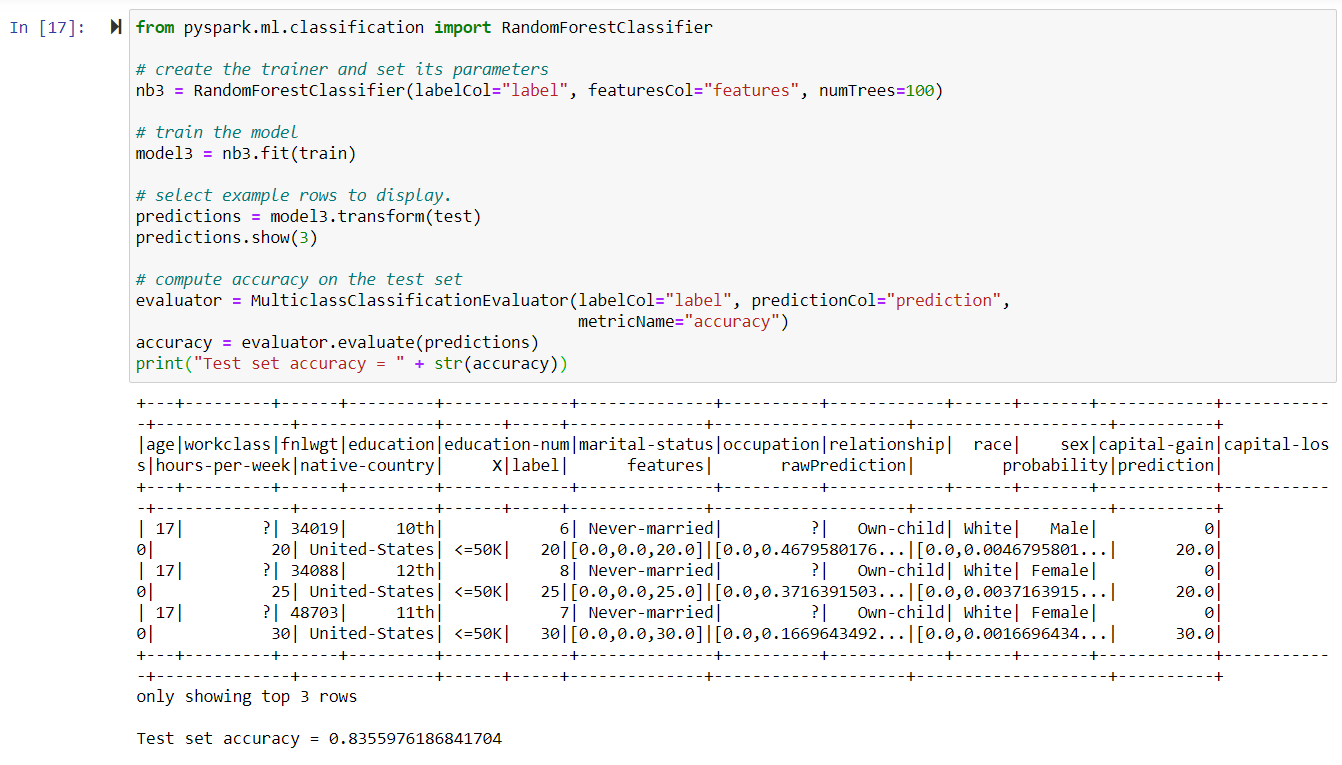 In [17]: from pyspark.ml.classification import RandomForestClassifier
# create the trainer and set its parameters
nb3 = RandomForestClassifier(labelCol="label", featuresCol="features", numTrees=100)
# train the model
model3 = nb3.fit(train)
# select example rows to display.
predictions = model3.transform(test)
predictions.show(3)
# compute accuracy on the test set
evaluator = MulticlassClassificationEvaluator(labelCol="label", predictionCol="prediction",
                                              metricName="accuracy")
accuracy = evaluator.evaluate(predictions)
print("Test set accuracy = " + str(accuracy))
+---+---------+------+---------+-------------+--------------+----------+------------+------+-------+------------+-----------
-+--------------+--------------+------+-----+--------------+--------------------+--------------------+----------+
|age|workclass|fnlwgt|education|education-num|marital-status|occupation|relationship|  race|    sex|capital-gain|capital-los
s|hours-per-week|native-country|     X|label|      features|       rawPrediction|         probability|prediction|
+---+---------+------+---------+-------------+--------------+----------+------------+------+-------+------------+-----------
-+--------------+--------------+------+-----+--------------+--------------------+--------------------+----------+
| 17|        ?| 34019|     10th|            6| Never-married|         ?|   Own-child| White|   Male|           0|
0|            20| United-States| <=50K|   20|[0.0,0.0,20.0]|[0.0,0.4679580176...|[0.0,0.0046795801...|      20.0|
| 17|        ?| 34088|     12th|            8| Never-married|         ?|   Own-child| White| Female|           0|
0|            25| United-States| <=50K|   25|[0.0,0.0,25.0]|[0.0,0.3716391503...|[0.0,0.0037163915...|      20.0|
| 17|        ?| 48703|     11th|            7| Never-married|         ?|   Own-child| White| Female|           0|
0|            30| United-States| <=50K|   30|[0.0,0.0,30.0]|[0.0,0.1669643492...|[0.0,0.0016696434...|      30.0|
+---+---------+------+---------+-------------+--------------+----------+------------+------+-------+------------+-----------
-+--------------+--------------+------+-----+--------------+--------------------+--------------------+----------+
only showing top 3 rows
Test set accuracy = 0.8355976186841704